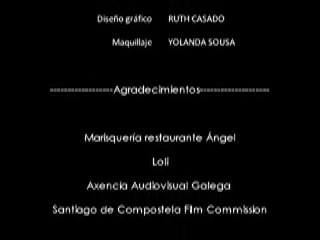 Diseño gráfico RUTH CASADO
Maquillaje YOLANDA SOUSA
------------------Agradecimientos--------------------
Marisquería restaurante Ángel
Loli
Axencia Audiovisual Galega
Santiago de Compostela Film Commission